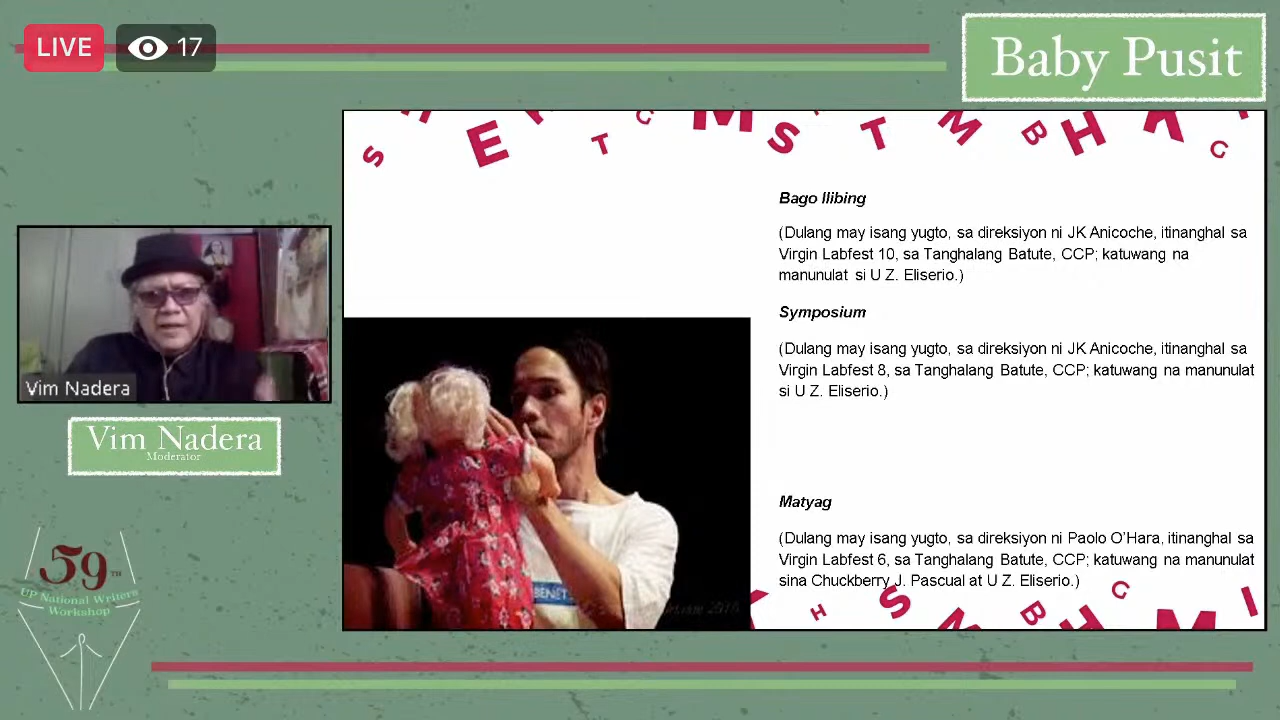 LIVE
17
Baby Pusit
S E T G M S T M B H K G
Bago Ilibing
(Dulang may isang yugto, sa direksiyon ni JK Anicoche, itinanghal sa
Virgin Labfest 10, sa Tanghalang Batute, CCP; katuwang na
manunulat si U Z. Eliserio.)
Symposium
(Dulang may isang yugto, sa direksiyon ni JK Anicoche, itinanghal sa
Virgin Labfest 8, sa Tanghalang Batute, CCP; katuwang na manunulat
si U Z. Eliserio.)
Matyag
(Dulang may isang yugto, sa direksiyon ni Paolo O'Hara, itinanghal sa
Virgin Labfest 6, sa Tanghalang Batute, CCP; katuwang na manunulat
sina Chuckberry J. Pascual at U Z. Eliserio.)
H S M B H G M I
BENET
Vim Nadera
Vim Nadera
Moderator
59TH
UP National Writers
Workshop